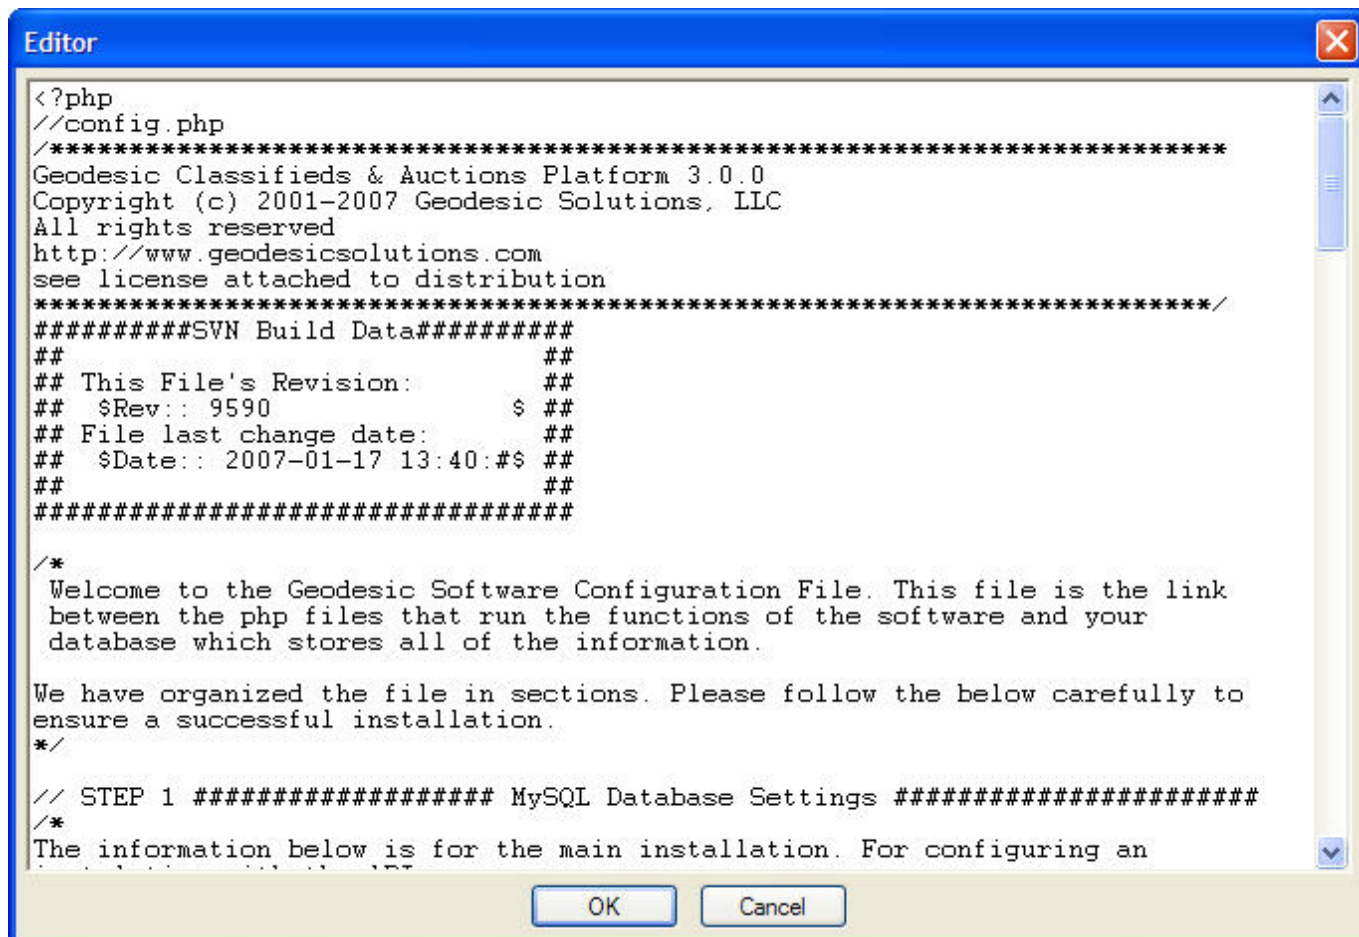 Editor
<?php
//config.php
/**************************************************************************
Geodesic Classifieds & Auctions Platform 3.0.0
Copyright (c) 2001-2007 Geodesic Solutions, LLC
All rights reserved
http://www.geodesicsolutions.com
see license attached to distribution
**************************************************************************/
##########SVN Build Data##########
##                              ##
## This File's Revision:        ##
##  $Rev:: 9590               $ ##
## File last change date:       ##
##  $Date:: 2007-01-17 13:40:#$ ##
##                              ##
##################################
/*
Welcome to the Geodesic Software Configuration File. This file is the link
between the php files that run the functions of the software and your
database which stores all of the information.
We have organized the file in sections. Please follow the below carefully to
ensure a successful installation.
*/
// STEP 1 ################### MySQL Database Settings #######################
/*
The information below is for the main installation. For configuring an
OK
Cancel